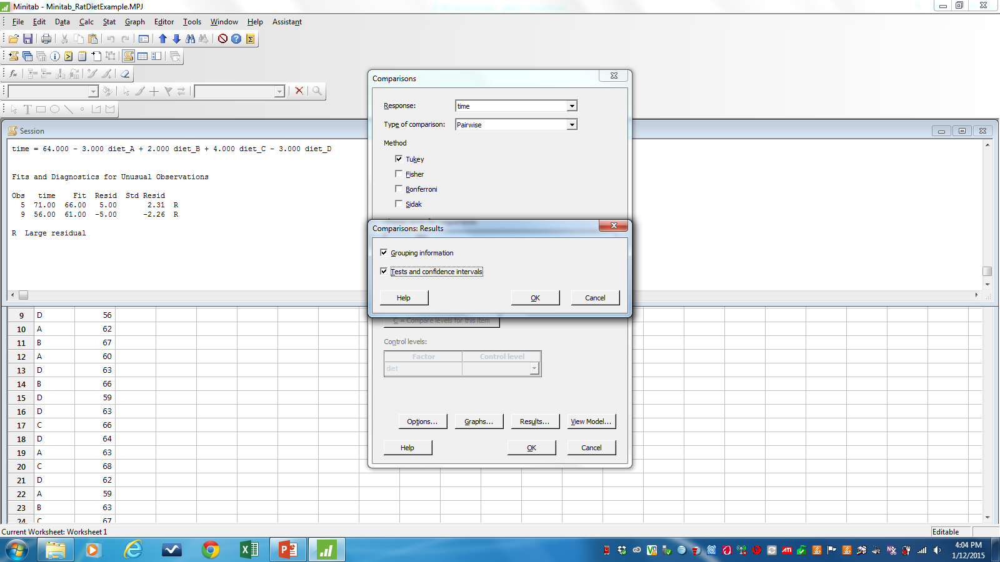 Minitab - Minitab_RatDietExample.MPJ
File Edit Data Calc Stat Graph Editor Tools Window Help Assistant
Session
time = 64.000 - 3.000 diet_A + 2.000 diet_B + 4.000 diet_C - 3.000 diet_D
Fits and Diagnostics for Unusual Observations
Obs time Fit Resid Std Resid
5 71.00 66.00 5.00 2.31 R
9 56.00 61.00 -5.00 -2.26 R
R Large residual
Comparisons
Response: time
Type of comparison: Pairwise
Method
Tukey
Fisher
Bonferroni
Sidak
Comparisons: Results
Grouping information
Tests and confidence intervals
Help OK Cancel
C = Compare levels for this item
Control levels:
Factor Control level
diet
Options... Graphs... Results... View Model...
Help OK Cancel
9 D 56
10 A 62
11 B 67
12 A 60
13 D 63
14 B 66
15 D 59
16 D 63
17 C 66
18 D 64
19 A 63
20 C 68
21 D 62
22 A 59
23 B 63
24 C 67
Current Worksheet: Worksheet 1
Editable
4:04 PM
1/12/2015